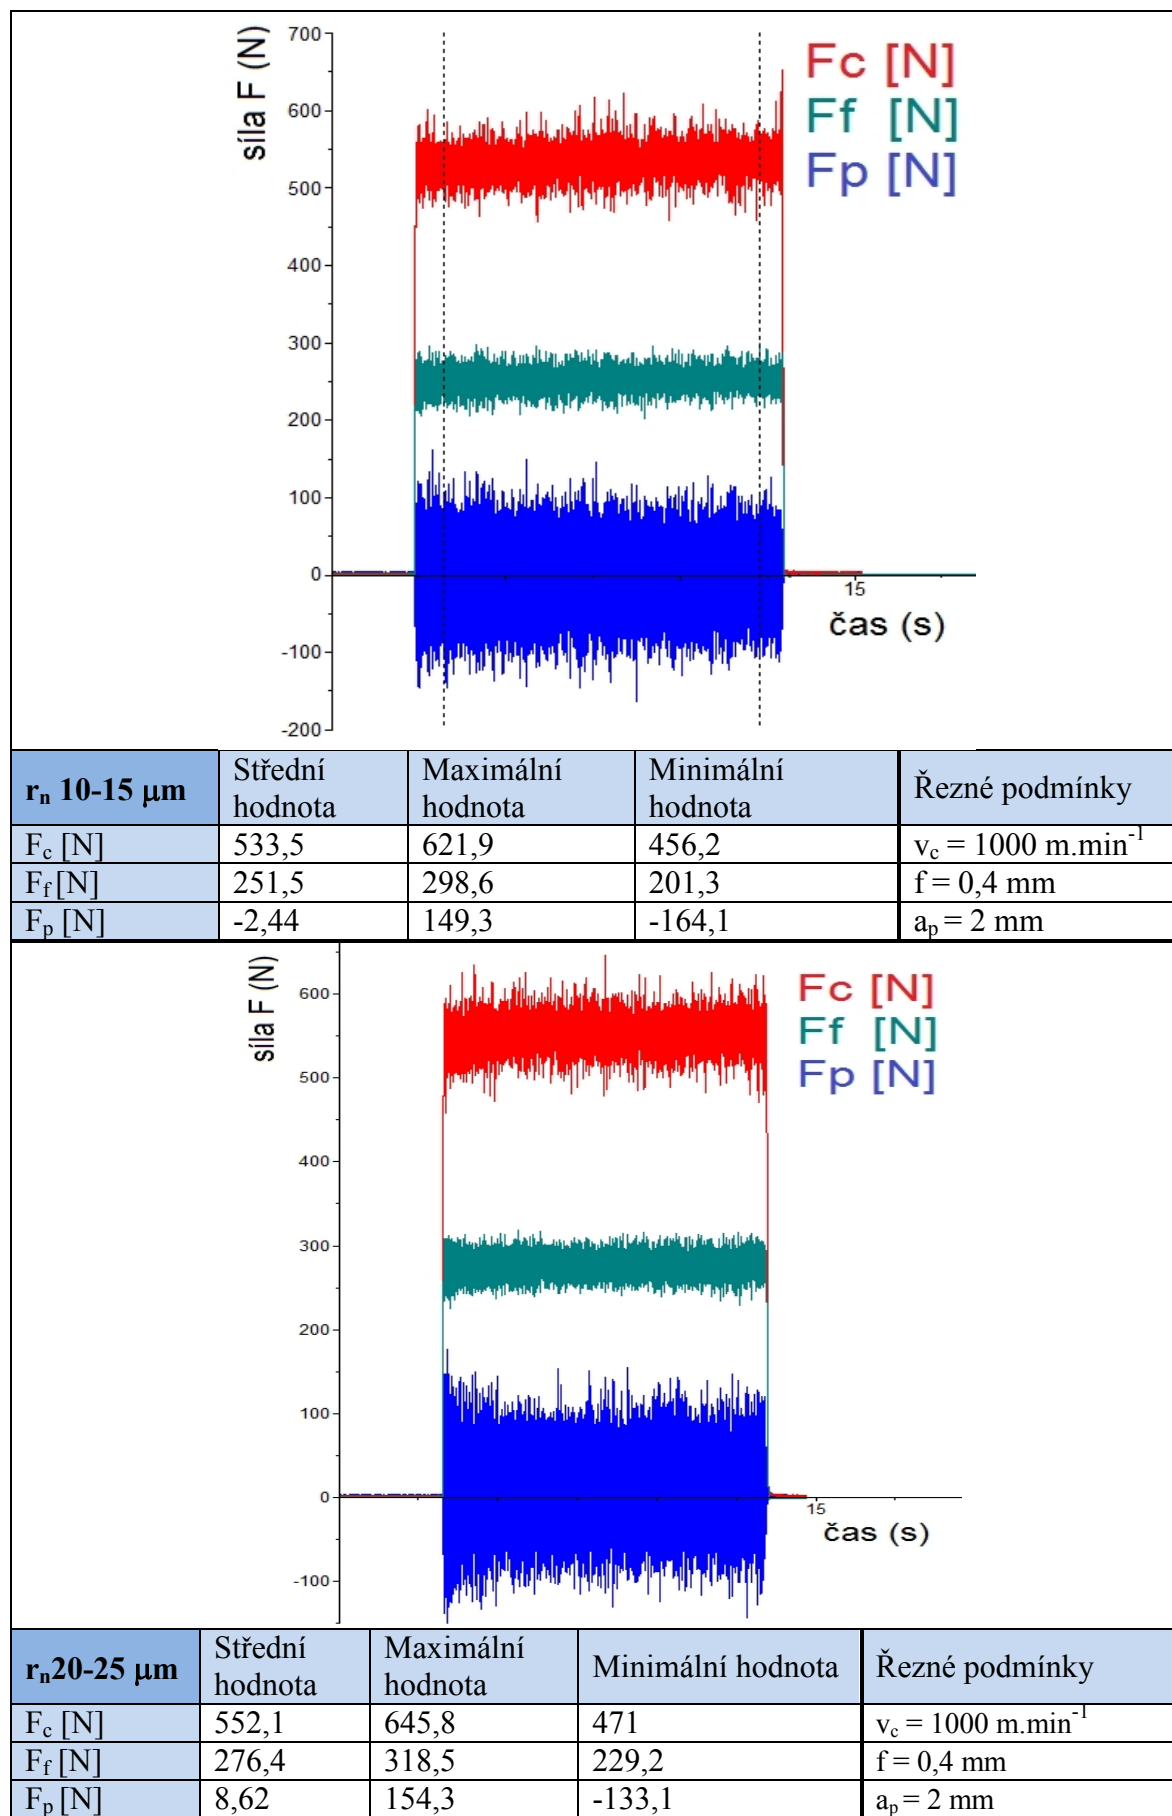 síla F (N)
700
600
500
400
300
200
100
0
-100
-200
Fc [N]
Ff [N]
Fp [N]
15
čas (s)
rn 10-15 μm Střední hodnota Maximální hodnota Minimální hodnota Řezné podmínky
Fc [N] 533,5 621,9 456,2 vc = 1000 m.min-1
Ff [N] 251,5 298,6 201,3 f = 0,4 mm
Fp [N] -2,44 149,3 -164,1 ap = 2 mm
síla F (N)
600
500
400
300
200
100
0
-100
Fc [N]
Ff [N]
Fp [N]
15
čas (s)
rn20-25 μm Střední hodnota Maximální hodnota Minimální hodnota Řezné podmínky
Fc [N] 552,1 645,8 471 vc = 1000 m.min-1
Ff [N] 276,4 318,5 229,2 f = 0,4 mm
Fp [N] 8,62 154,3 -133,1 ap = 2 mm